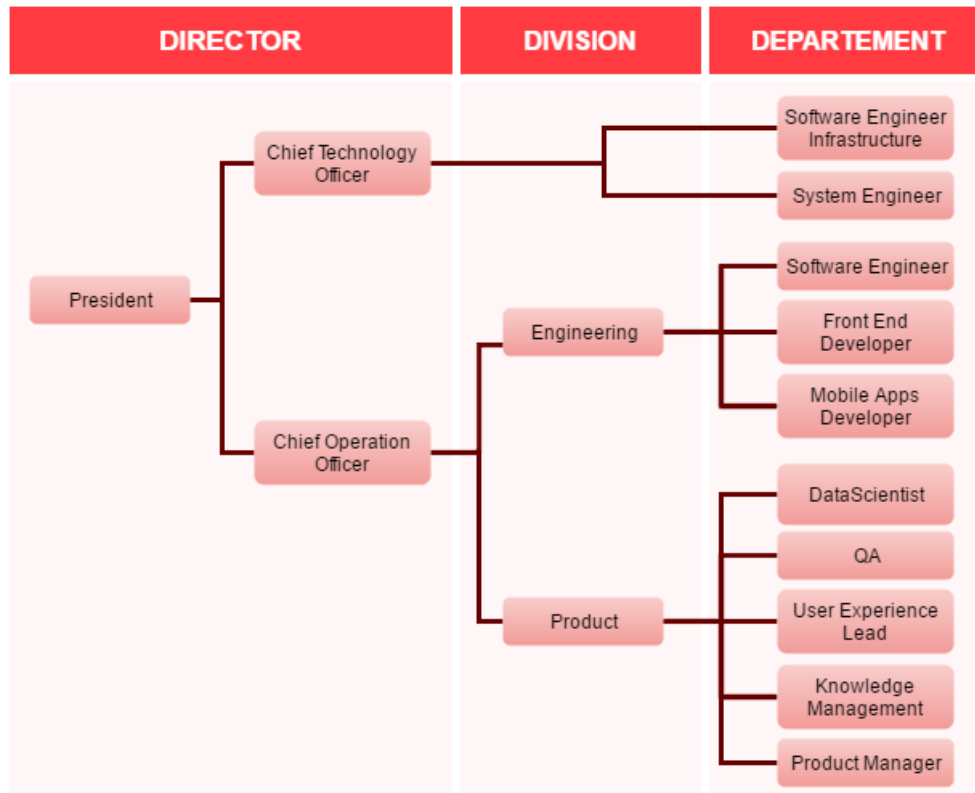 DIRECTOR
DIVISION
DEPARTEMENT
President
Chief Technology
Officer
Chief Operation
Officer
Engineering
Product
Software Engineer
Infrastructure
System Engineer
Software Engineer
Front End
Developer
Mobile Apps
Developer
DataScientist
QA
User Experience
Lead
Knowledge
Management
Product Manager